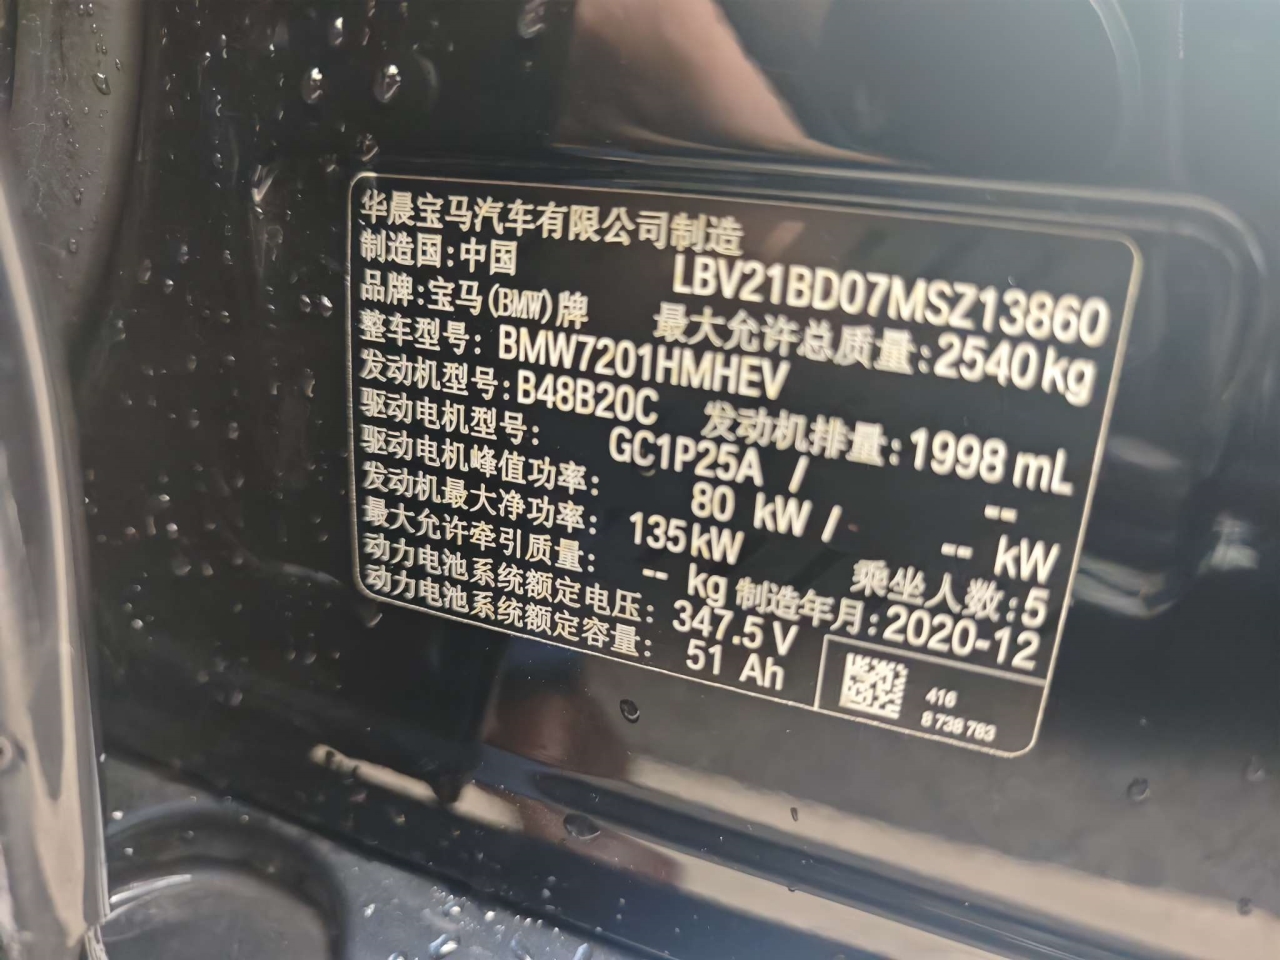 华晨宝马汽车有限公司制造
制造国:中国 LBV21BD07MSZ13860
品牌:宝马(BMW)牌 最大允许总质量:2540kg
整车型号: BMW7201HMHEV
发动机型号: B48B20C 发动机排量: 1998 mL
驱动电机型号: GC1P25A / --
驱动电机峰值功率: 80 kW / -- kW
发动机最大净功率: 135kW 乘坐人数:5
最大允许牵引质量: -- kg 制造年月:2020-12
动力电池系统额定电压: 347.5 V
动力电池系统额定容量: 51 Ah
416
8 738 783